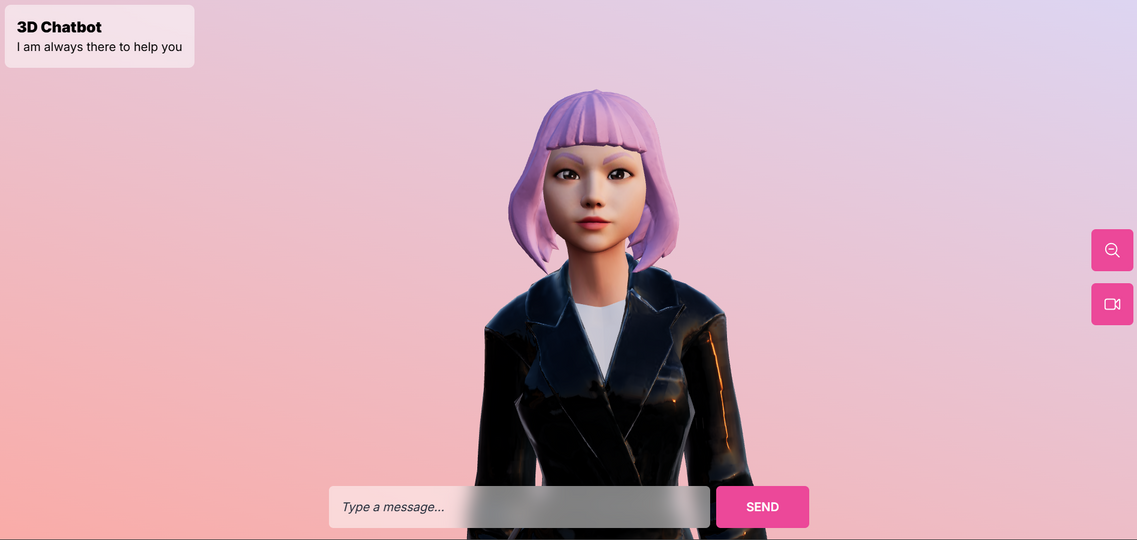 3D Chatbot
I am always there to help you
Type a message...
SEND